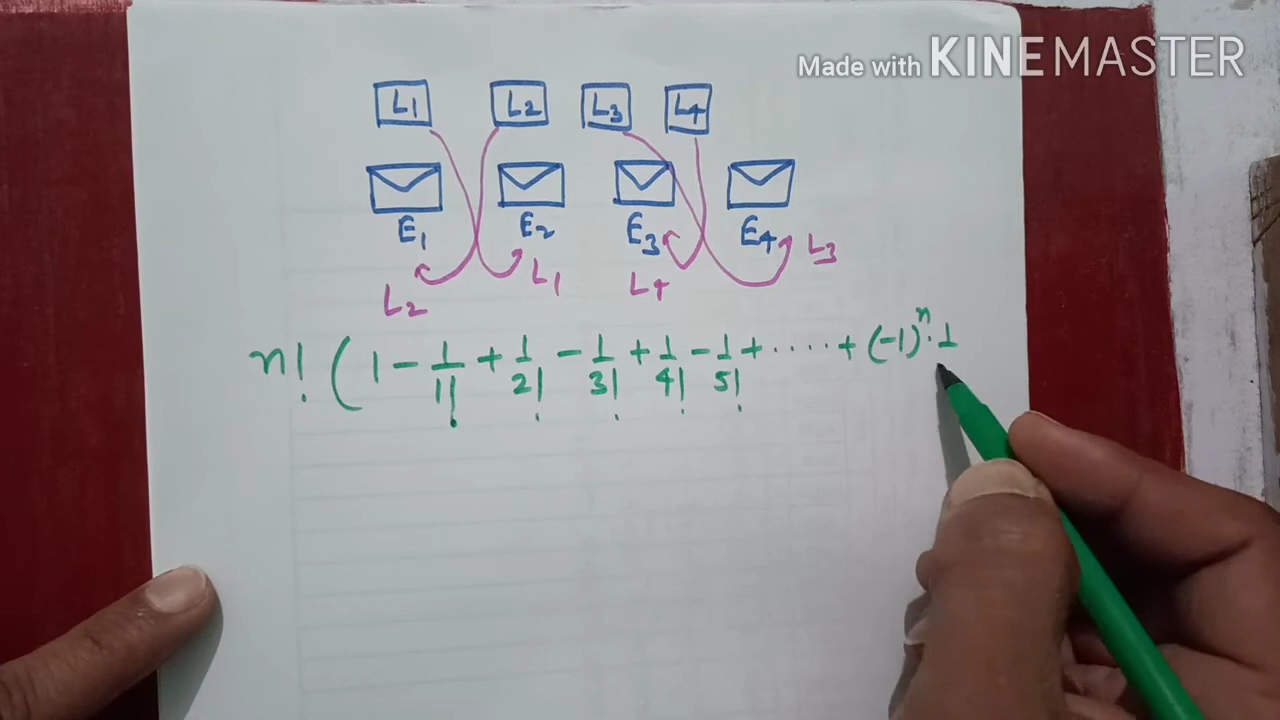 Made with KINEMASTER
L1 L2 L3 L4
E1 E2 E3 E4
L2 L1 L4 L3
n! ( 1 - 1/1! + 1/2! - 1/3! + 1/4! - 1/5! + ..... + (-1)^n . 1